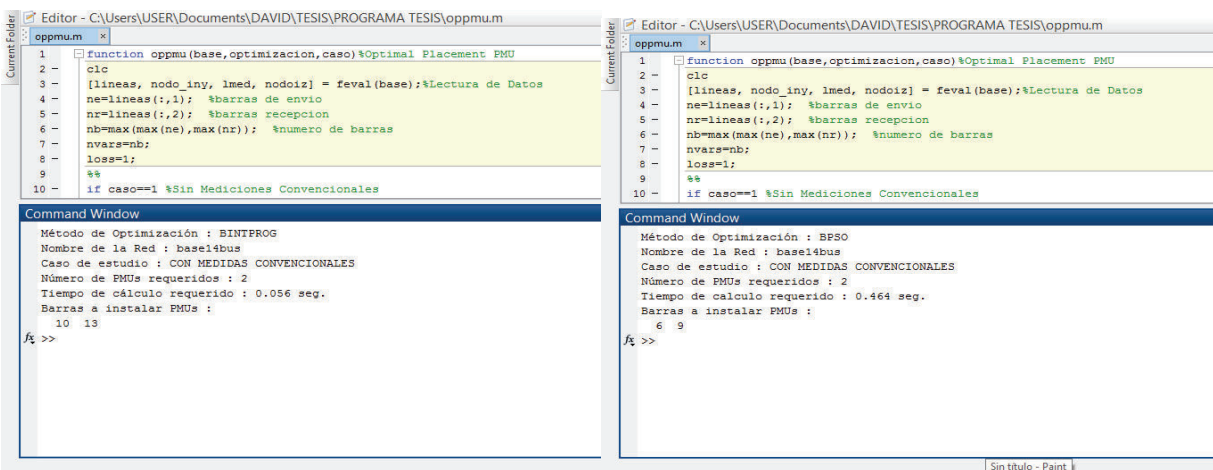 Current Folder
Editor - C:\Users\USER\Documents\DAVID\TESIS\PROGRAMA TESIS\oppmu.m
oppmu.m ×
1 function oppmu(base,optimizacion,caso)%Optimal Placement PMU
2 - clc
3 - [lineas, nodo_iny, lmed, nodoiz] = feval(base);%Lectura de Datos
4 - ne=lineas(:,1); %barras de envio
5 - nr=lineas(:,2); %barras recepcion
6 - nb=max(max(ne),max(nr)); %numero de barras
7 - nvars=nb;
8 - loss=1;
9 %%
10 - if caso==1 %Sin Mediciones Convencionales
Command Window
Método de Optimización : BINTPROG
Nombre de la Red : base14bus
Caso de estudio : CON MEDIDAS CONVENCIONALES
Número de PMUs requeridos : 2
Tiempo de cálculo requerido : 0.056 seg.
Barras a instalar PMUs :
10 13
fx >>
Current Folder
Editor - C:\Users\USER\Documents\DAVID\TESIS\PROGRAMA TESIS\oppmu.m
oppmu.m ×
1 function oppmu(base,optimizacion,caso)%Optimal Placement PMU
2 - clc
3 - [lineas, nodo_iny, lmed, nodoiz] = feval(base);%Lectura de Datos
4 - ne=lineas(:,1); %barras de envio
5 - nr=lineas(:,2); %barras recepcion
6 - nb=max(max(ne),max(nr)); %numero de barras
7 - nvars=nb;
8 - loss=1;
9 %%
10 - if caso==1 %Sin Mediciones Convencionales
Command Window
Método de Optimización : BPSO
Nombre de la Red : base14bus
Caso de estudio : CON MEDIDAS CONVENCIONALES
Número de PMUs requeridos : 2
Tiempo de calculo requerido : 0.464 seg.
Barras a instalar PMUs :
6 9
fx >>
Sin título - Paint